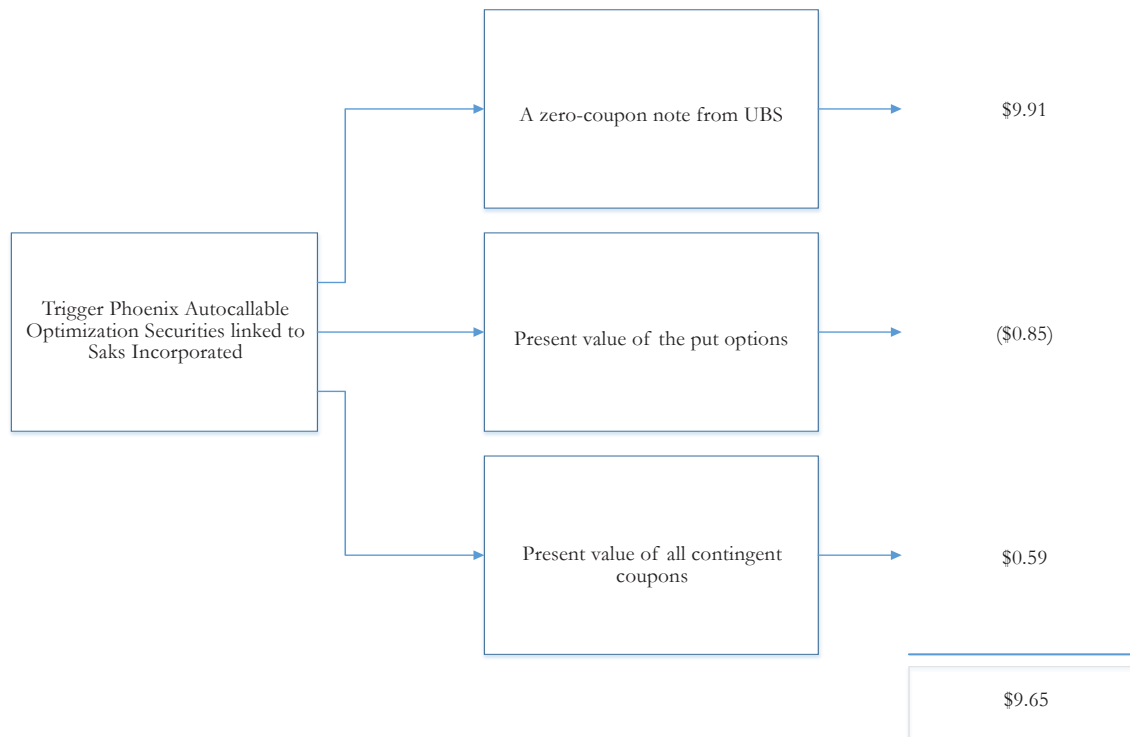 A zero-coupon note from UBS
$9.91
Trigger Phoenix Autocallable
Optimization Securities linked to
Saks Incorporated
Present value of the put options
($0.85)
Present value of all contingent
coupons
$0.59
$9.65